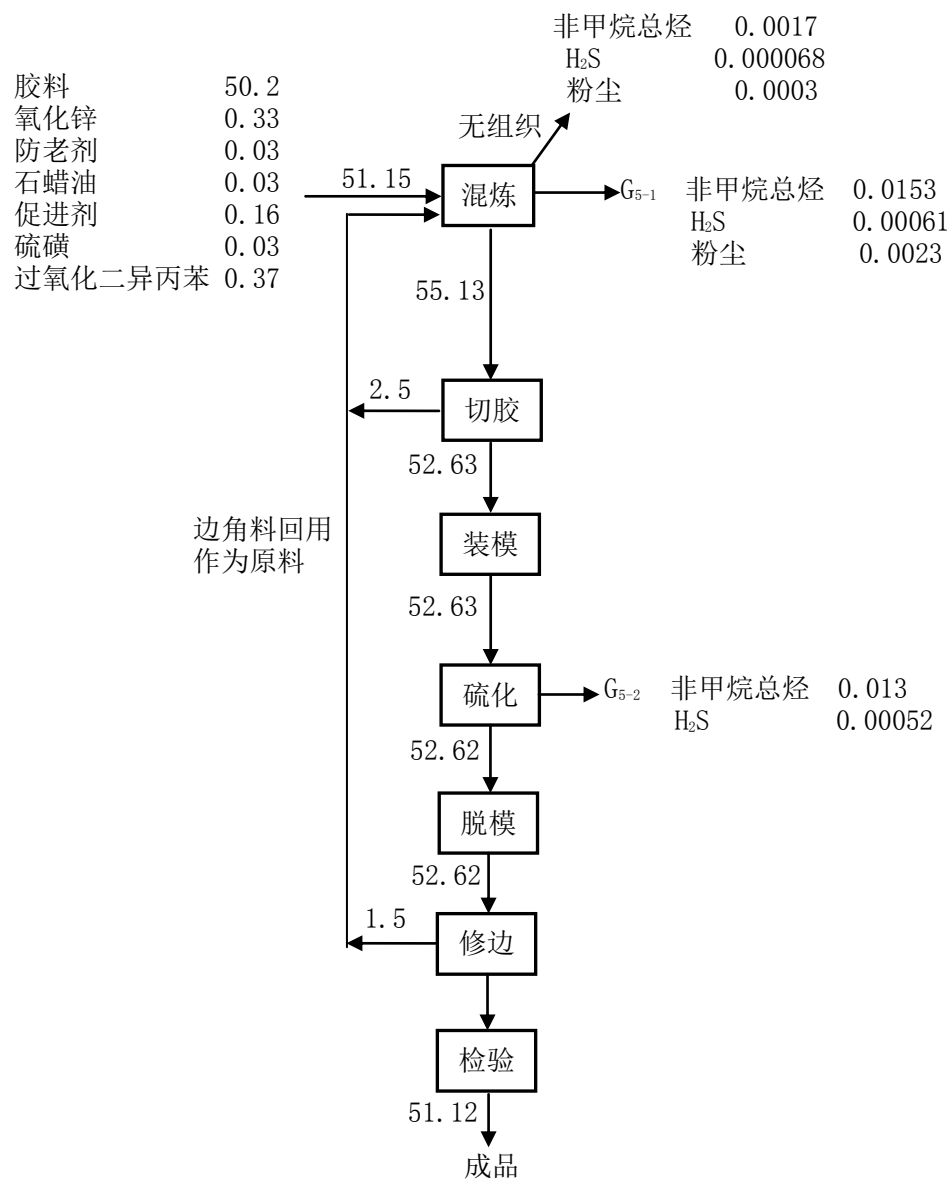 非甲烷总烃 0.0017
H₂S 0.000068
粉尘 0.0003
胶料 50.2
氧化锌 0.33
防老剂 0.03
石蜡油 0.03
促进剂 0.16
硫磺 0.03
过氧化二异丙苯 0.37
无组织
51.15
混炼
G₅₋₁ 非甲烷总烃 0.0153
H₂S 0.00061
粉尘 0.0023
55.13
2.5
切胶
52.63
边角料回用
作为原料
装模
52.63
硫化
G₅₋₂ 非甲烷总烃 0.013
H₂S 0.00052
52.62
脱模
52.62
1.5
修边
检验
51.12
成品